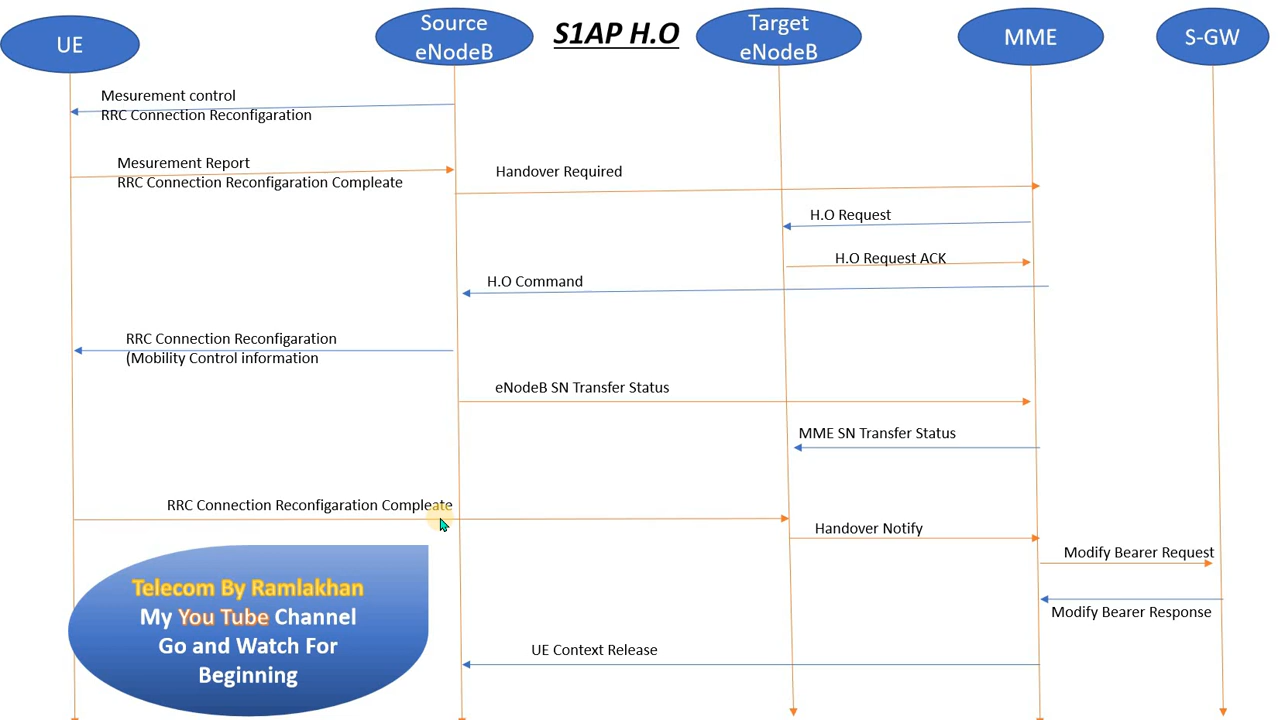 UE
Source
eNodeB
S1AP H.O
Target
eNodeB
MME
S-GW
Mesurement control
RRC Connection Reconfigaration
Mesurement Report
RRC Connection Reconfigaration Compleate
Handover Required
H.O Request
H.O Request ACK
H.O Command
RRC Connection Reconfigaration
(Mobility Control information
eNodeB SN Transfer Status
MME SN Transfer Status
RRC Connection Reconfigaration Compleate
Handover Notify
Modify Bearer Request
Modify Bearer Response
UE Context Release
Telecom By Ramlakhan
My You Tube Channel
Go and Watch For
Beginning